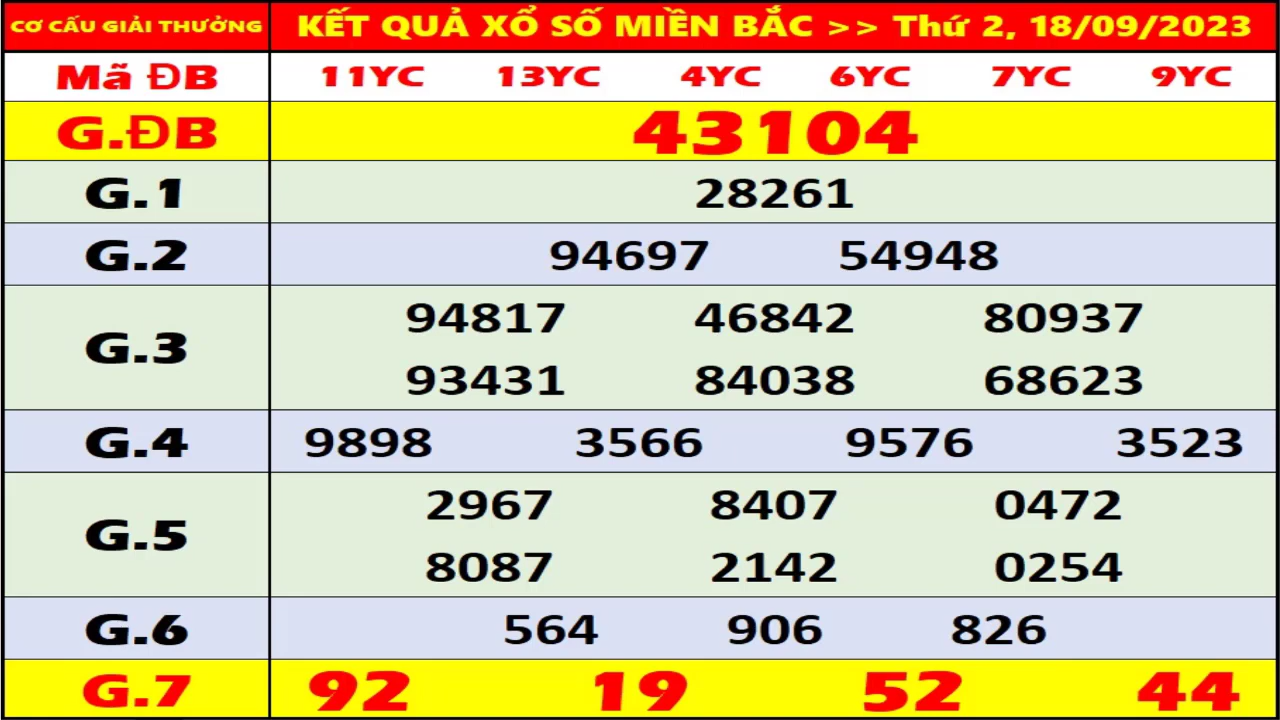 CƠ CẤU GIẢI THƯỞNG KẾT QUẢ XỔ SỐ MIỀN BẮC >> Thứ 2, 18/09/2023
Mã ĐB 11YC 13YC 4YC 6YC 7YC 9YC
G.ĐB 43104
G.1 28261
G.2 94697 54948
G.3 94817 46842 80937
93431 84038 68623
G.4 9898 3566 9576 3523
G.5 2967 8407 0472
8087 2142 0254
G.6 564 906 826
G.7 92 19 52 44